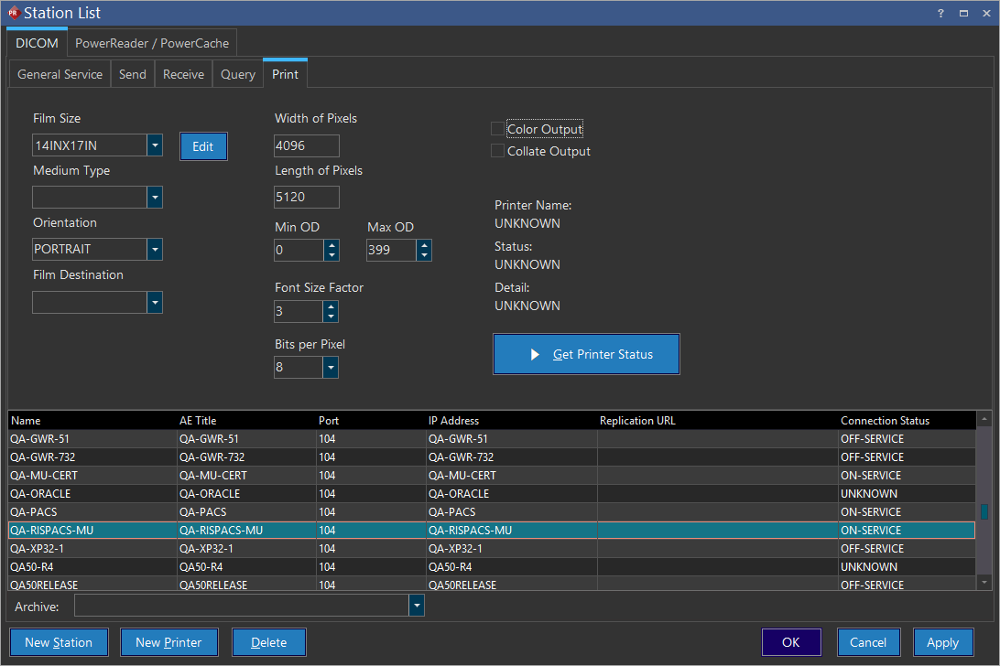 PR Station List ?
DICOM PowerReader / PowerCache
General Service Send Receive Query Print
Film Size
14INX17IN
Edit
Medium Type
Orientation
PORTRAIT
Film Destination
Width of Pixels
4096
Length of Pixels
5120
Min OD Max OD
0 399
Font Size Factor
3
Bits per Pixel
8
Color Output
Collate Output
Printer Name:
UNKNOWN
Status:
UNKNOWN
Detail:
UNKNOWN
Get Printer Status
Name AE Title Port IP Address Replication URL Connection Status
QA-GWR-51 QA-GWR-51 104 QA-GWR-51 OFF-SERVICE
QA-GWR-732 QA-GWR-732 104 QA-GWR-732 OFF-SERVICE
QA-MU-CERT QA-MU-CERT 104 QA-MU-CERT ON-SERVICE
QA-ORACLE QA-ORACLE 104 QA-ORACLE UNKNOWN
QA-PACS QA-PACS 104 QA-PACS ON-SERVICE
QA-RISPACS-MU QA-RISPACS-MU 104 QA-RISPACS-MU ON-SERVICE
QA-XP32-1 QA-XP32-1 104 QA-XP32-1 OFF-SERVICE
QA50-R4 QA50-R4 104 QA50-R4 UNKNOWN
QA50RELEASE QA50RELEASE 104 QA50RELEASE OFF-SERVICE
Archive:
New Station New Printer Delete OK Cancel Apply